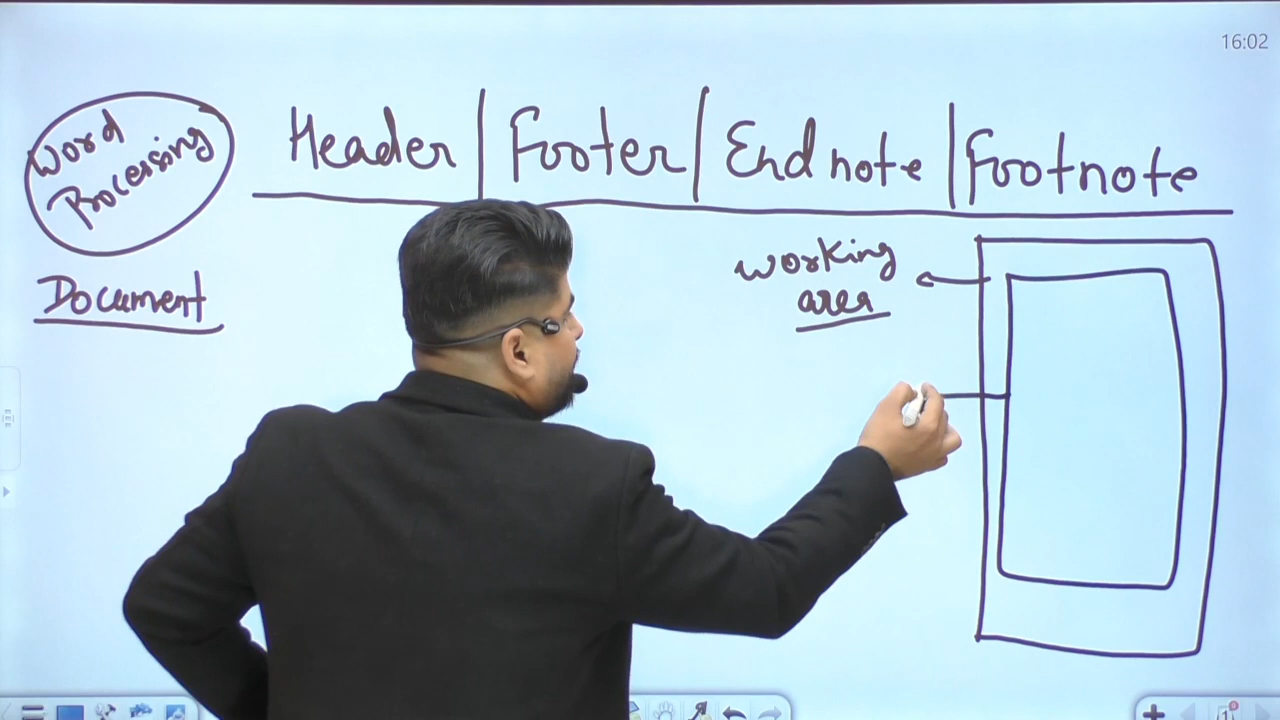 16:02
Word Processing
Header | Footer | End note | Footnote
Document
working
area